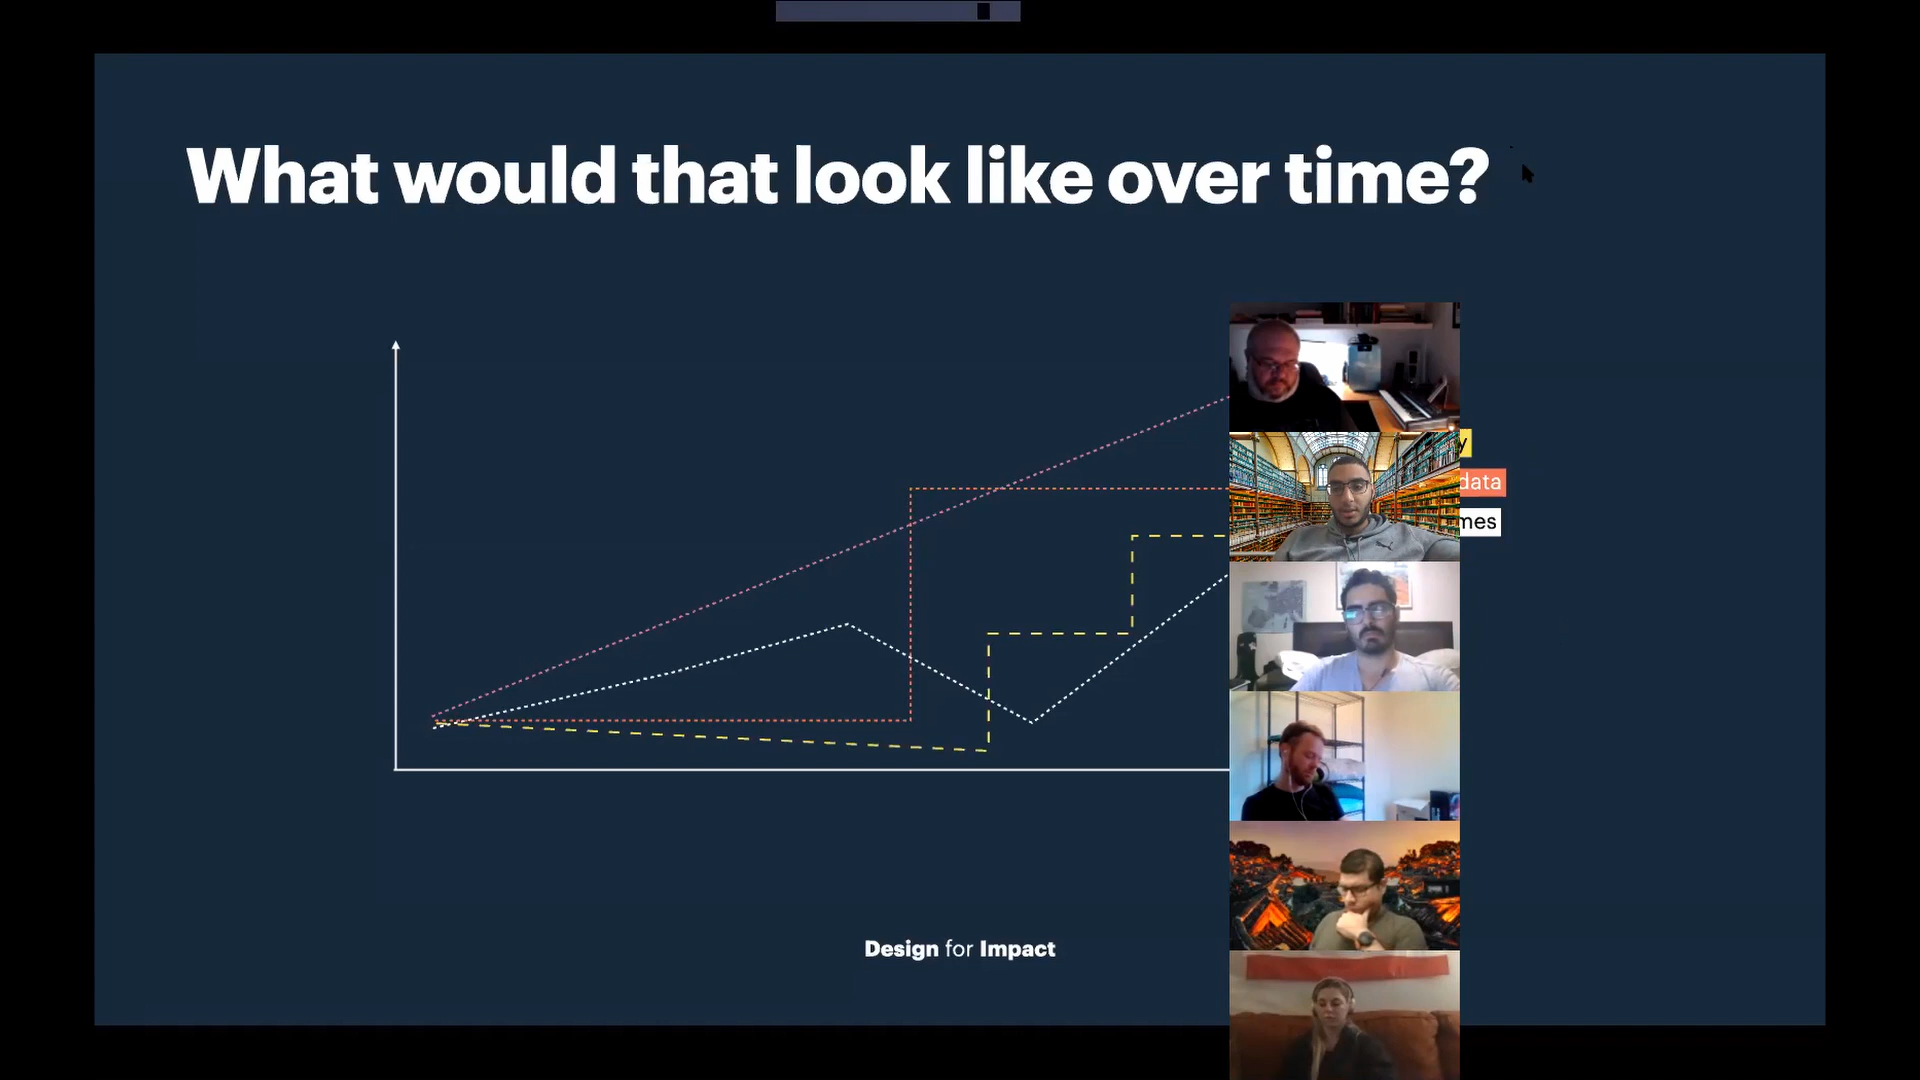 What would that look like over time?
y
data
mes
Design for Impact